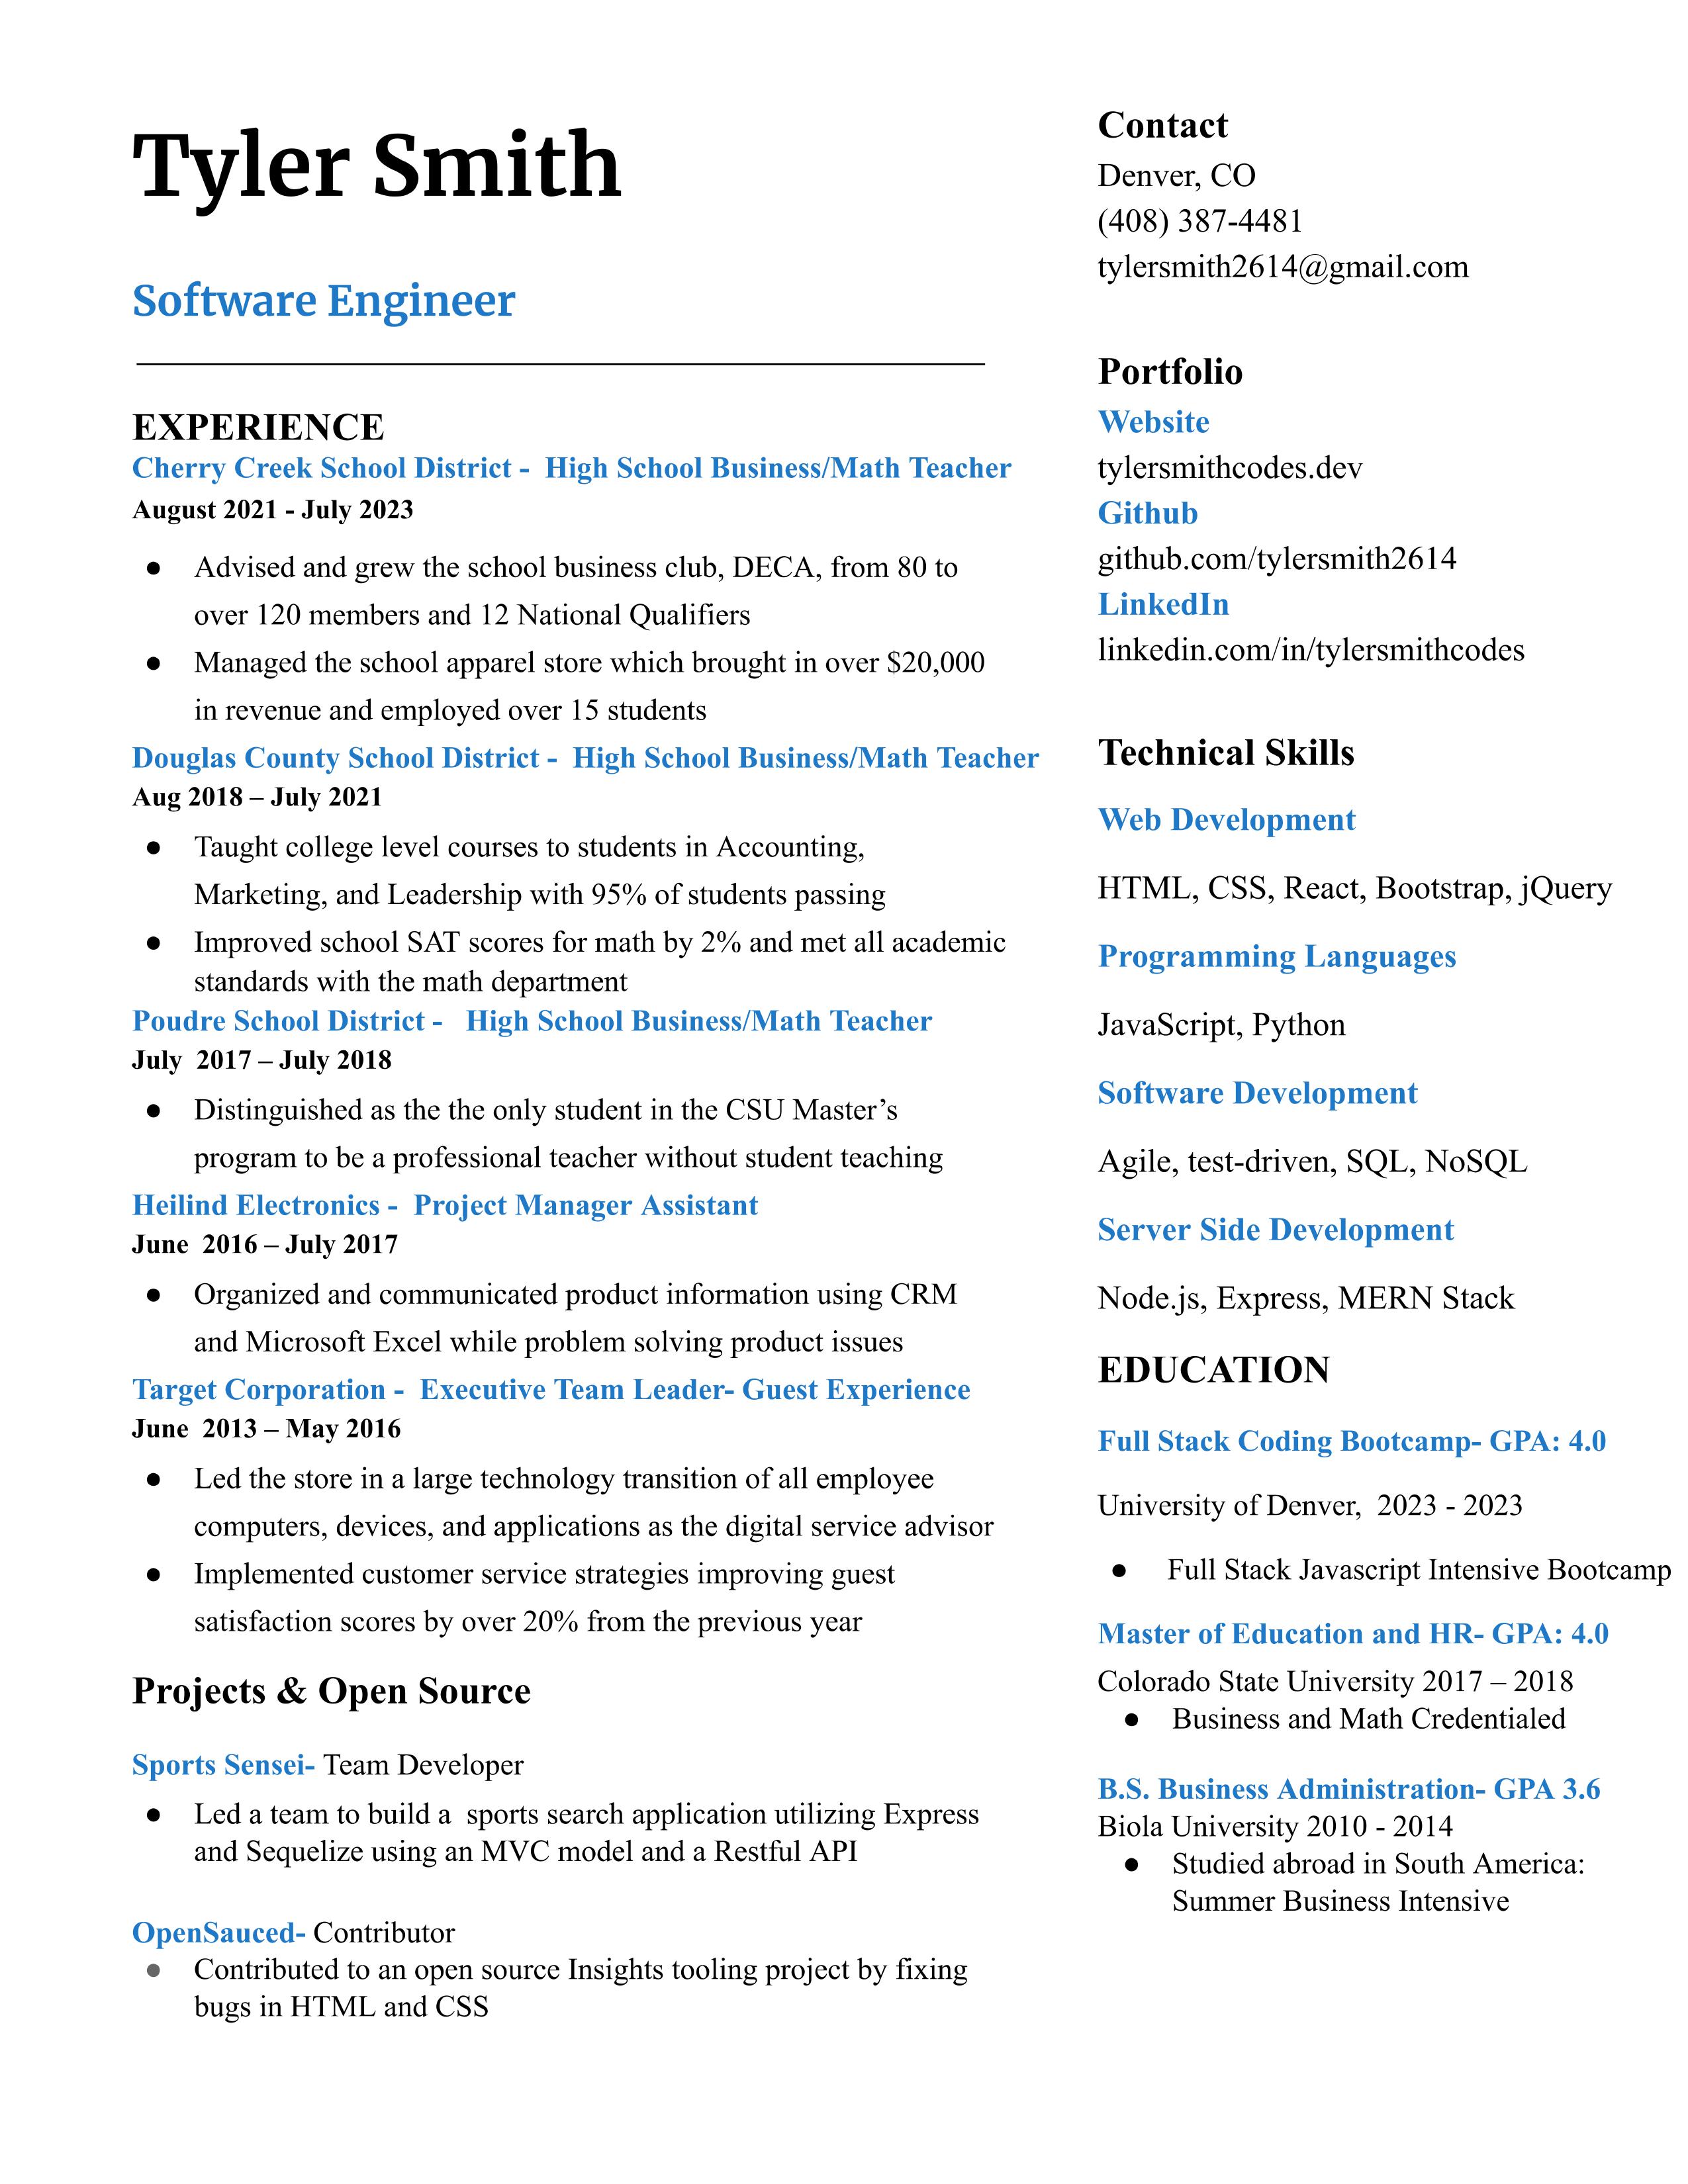 Tyler Smith
Software Engineer
EXPERIENCE
Cherry Creek School District - High School Business/Math Teacher
August 2021 - July 2023
● Advised and grew the school business club, DECA, from 80 to
over 120 members and 12 National Qualifiers
● Managed the school apparel store which brought in over $20,000
in revenue and employed over 15 students
Douglas County School District - High School Business/Math Teacher
Aug 2018 – July 2021
● Taught college level courses to students in Accounting,
Marketing, and Leadership with 95% of students passing
● Improved school SAT scores for math by 2% and met all academic
standards with the math department
Poudre School District - High School Business/Math Teacher
July 2017 – July 2018
● Distinguished as the the only student in the CSU Master’s
program to be a professional teacher without student teaching
Heilind Electronics - Project Manager Assistant
June 2016 – July 2017
● Organized and communicated product information using CRM
and Microsoft Excel while problem solving product issues
Target Corporation - Executive Team Leader- Guest Experience
June 2013 – May 2016
● Led the store in a large technology transition of all employee
computers, devices, and applications as the digital service advisor
● Implemented customer service strategies improving guest
satisfaction scores by over 20% from the previous year
Projects & Open Source
Sports Sensei- Team Developer
● Led a team to build a sports search application utilizing Express
and Sequelize using an MVC model and a Restful API
OpenSauced- Contributor
● Contributed to an open source Insights tooling project by fixing
bugs in HTML and CSS
Contact
Denver, CO
(408) 387-4481
tylersmith2614@gmail.com
Portfolio
Website
tylersmithcodes.dev
Github
github.com/tylersmith2614
LinkedIn
linkedin.com/in/tylersmithcodes
Technical Skills
Web Development
HTML, CSS, React, Bootstrap, jQuery
Programming Languages
JavaScript, Python
Software Development
Agile, test-driven, SQL, NoSQL
Server Side Development
Node.js, Express, MERN Stack
EDUCATION
Full Stack Coding Bootcamp- GPA: 4.0
University of Denver, 2023 - 2023
● Full Stack Javascript Intensive Bootcamp
Master of Education and HR- GPA: 4.0
Colorado State University 2017 – 2018
● Business and Math Credentialed
B.S. Business Administration- GPA 3.6
Biola University 2010 - 2014
● Studied abroad in South America:
Summer Business Intensive